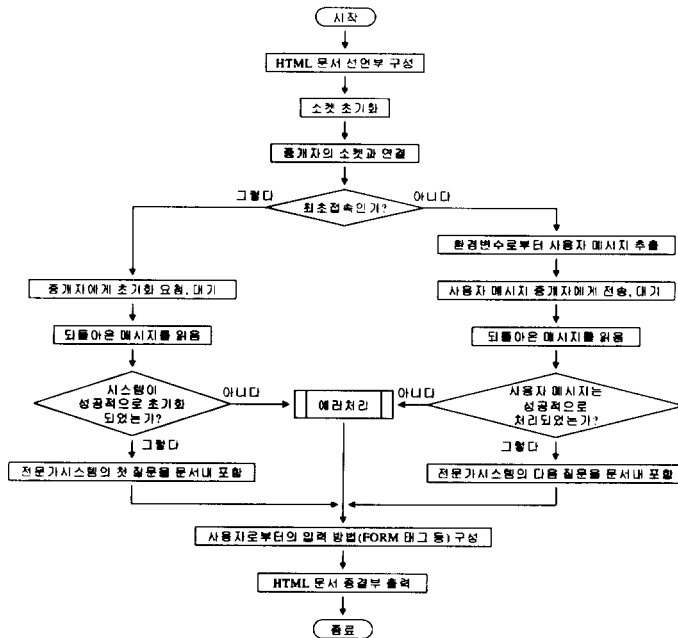 시작
HTML 문서 선언부 구성
소켓 초기화
중개자의 소켓과 연결
그렇다
아니다
최초접속인가?
환경변수로부터 사용자 메시지 추출
중개자에게 초기화 요청, 대기
사용자 메시지 중개자에게 전송, 대기
되돌아온 메시지를 읽음
되돌아온 메시지를 읽음
시스템이
성공적으로 초기화
되었는가?
아니다
에러처리
아니다
사용자 메시지는
성공적으로
처리되었는가?
그렇다
그렇다
전문가시스템의 첫 질문을 문서내 포함
전문가시스템의 다음 질문을 문서내 포함
사용자로부터의 입력 방법(FORM 태그 등) 구성
HTML 문서 종결부 출력
종료